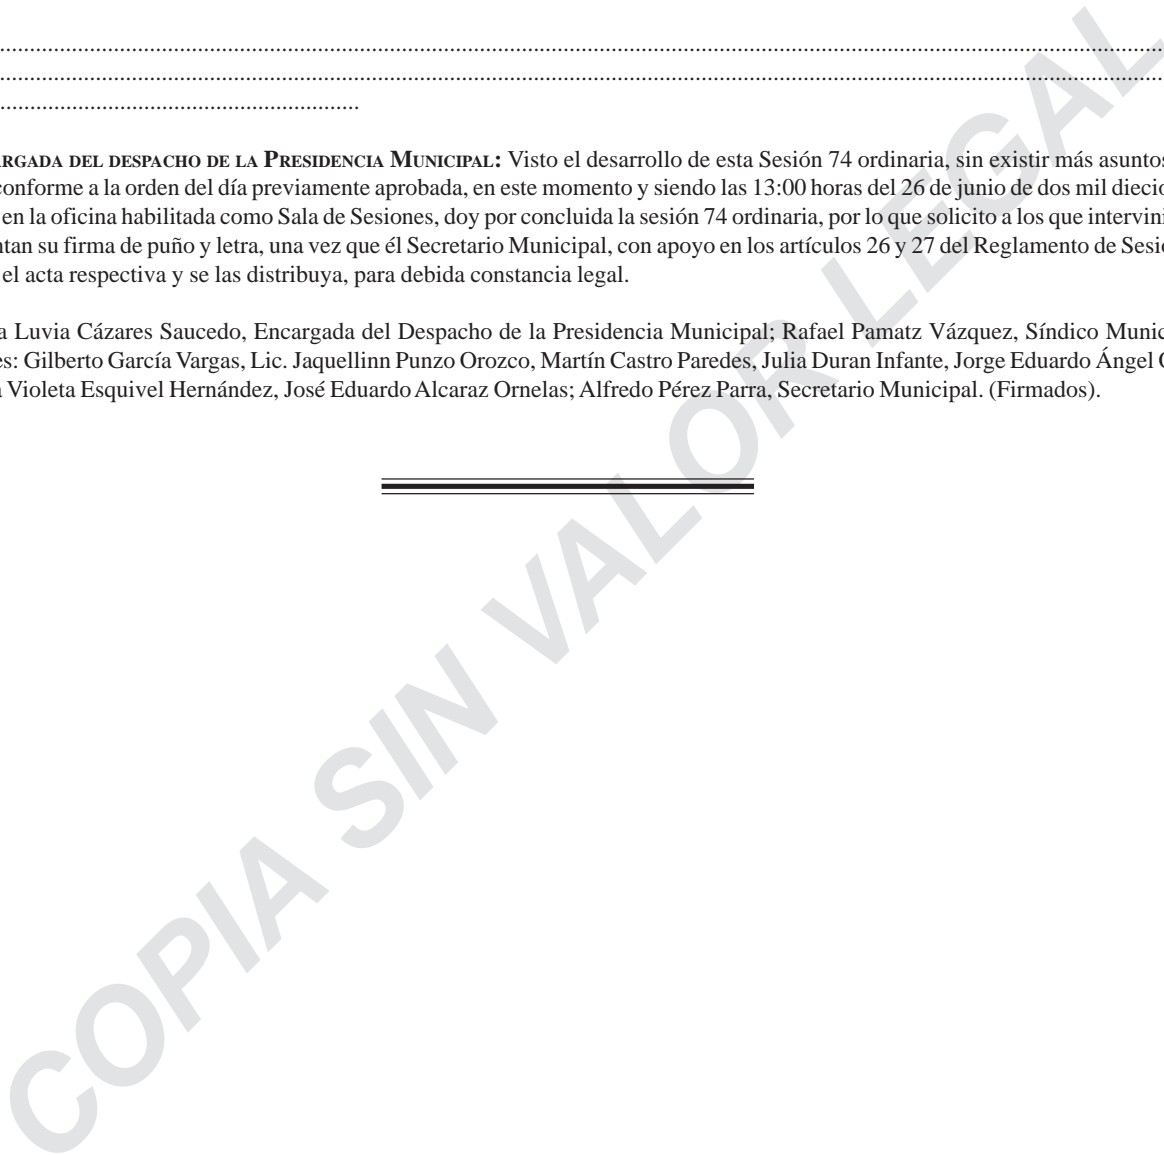 ................................................................................
................................................................................
................................................................................
ARGADA DEL DESPACHO DE LA PRESIDENCIA MUNICIPAL: Visto el desarrollo de esta Sesión 74 ordinaria, sin existir más asuntos
conforme a la orden del día previamente aprobada, en este momento y siendo las 13:00 horas del 26 de junio de dos mil diecio
en la oficina habilitada como Sala de Sesiones, doy por concluida la sesión 74 ordinaria, por lo que solicito a los que intervini
ntan su firma de puño y letra, una vez que él Secretario Municipal, con apoyo en los artículos 26 y 27 del Reglamento de Sesio
el acta respectiva y se las distribuya, para debida constancia legal.
a Luvia Cázares Saucedo, Encargada del Despacho de la Presidencia Municipal; Rafael Pamatz Vázquez, Síndico Munic
es: Gilberto García Vargas, Lic. Jaquellinn Punzo Orozco, Martín Castro Paredes, Julia Duran Infante, Jorge Eduardo Ángel
a Violeta Esquivel Hernández, José Eduardo Alcaraz Ornelas; Alfredo Pérez Parra, Secretario Municipal. (Firmados).
COPIA SIN VALOR LEGAL